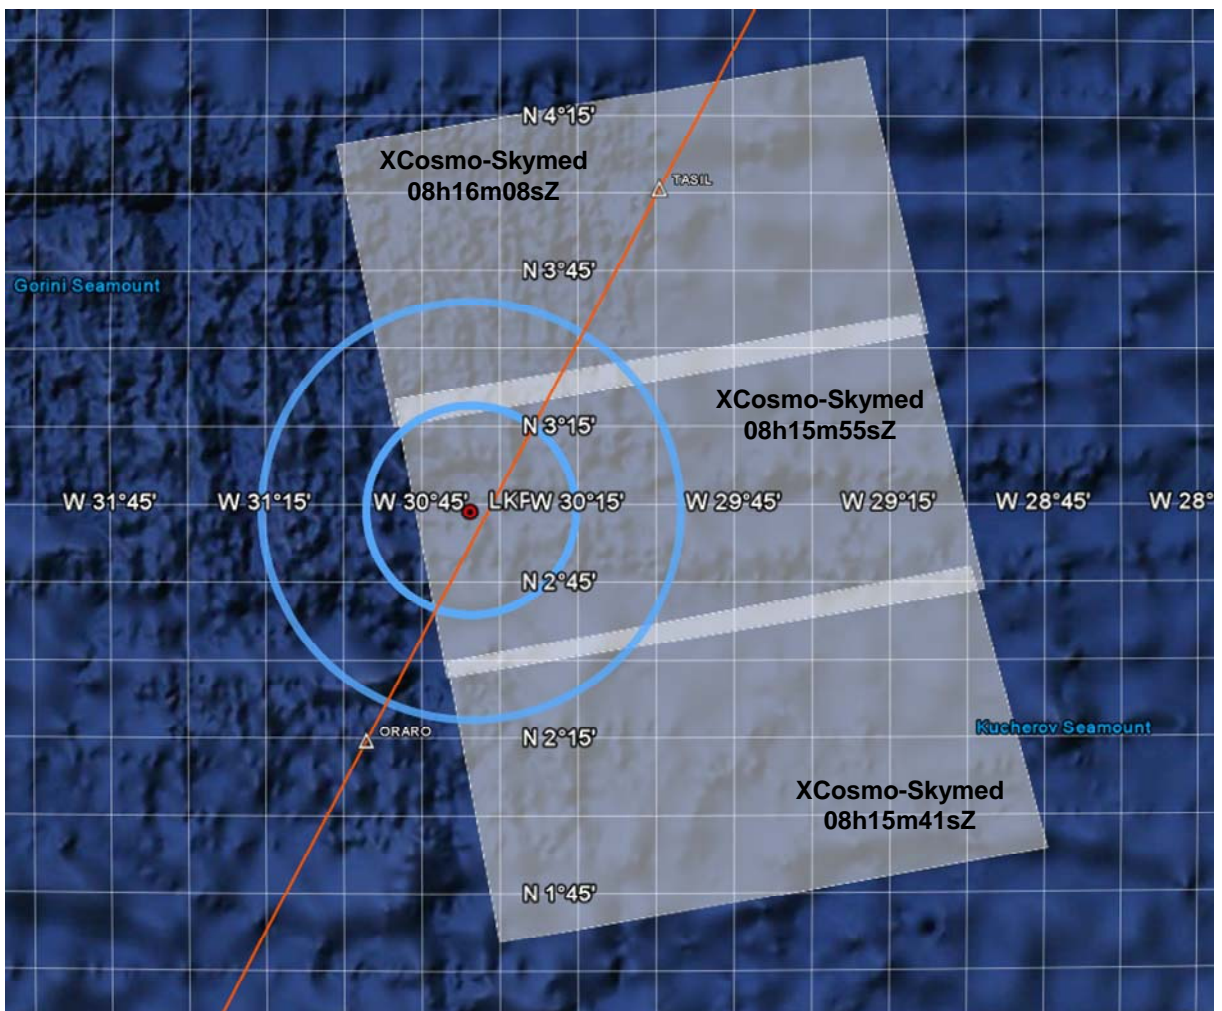 N 4°15'
XCosmo-Skymed
08h16m08sZ
TASIL
N 3°45'
Gorini Seamount
XCosmo-Skymed
08h15m55sZ
N 3°15'
W 31°45'
W 31°15'
W 30°45'
LKP
W 30°15'
W 29°45'
W 29°15'
W 28°45'
W 28°
N 2°45'
ORARO
N 2°15'
Kucherov Seamount
XCosmo-Skymed
08h15m41sZ
N 1°45'